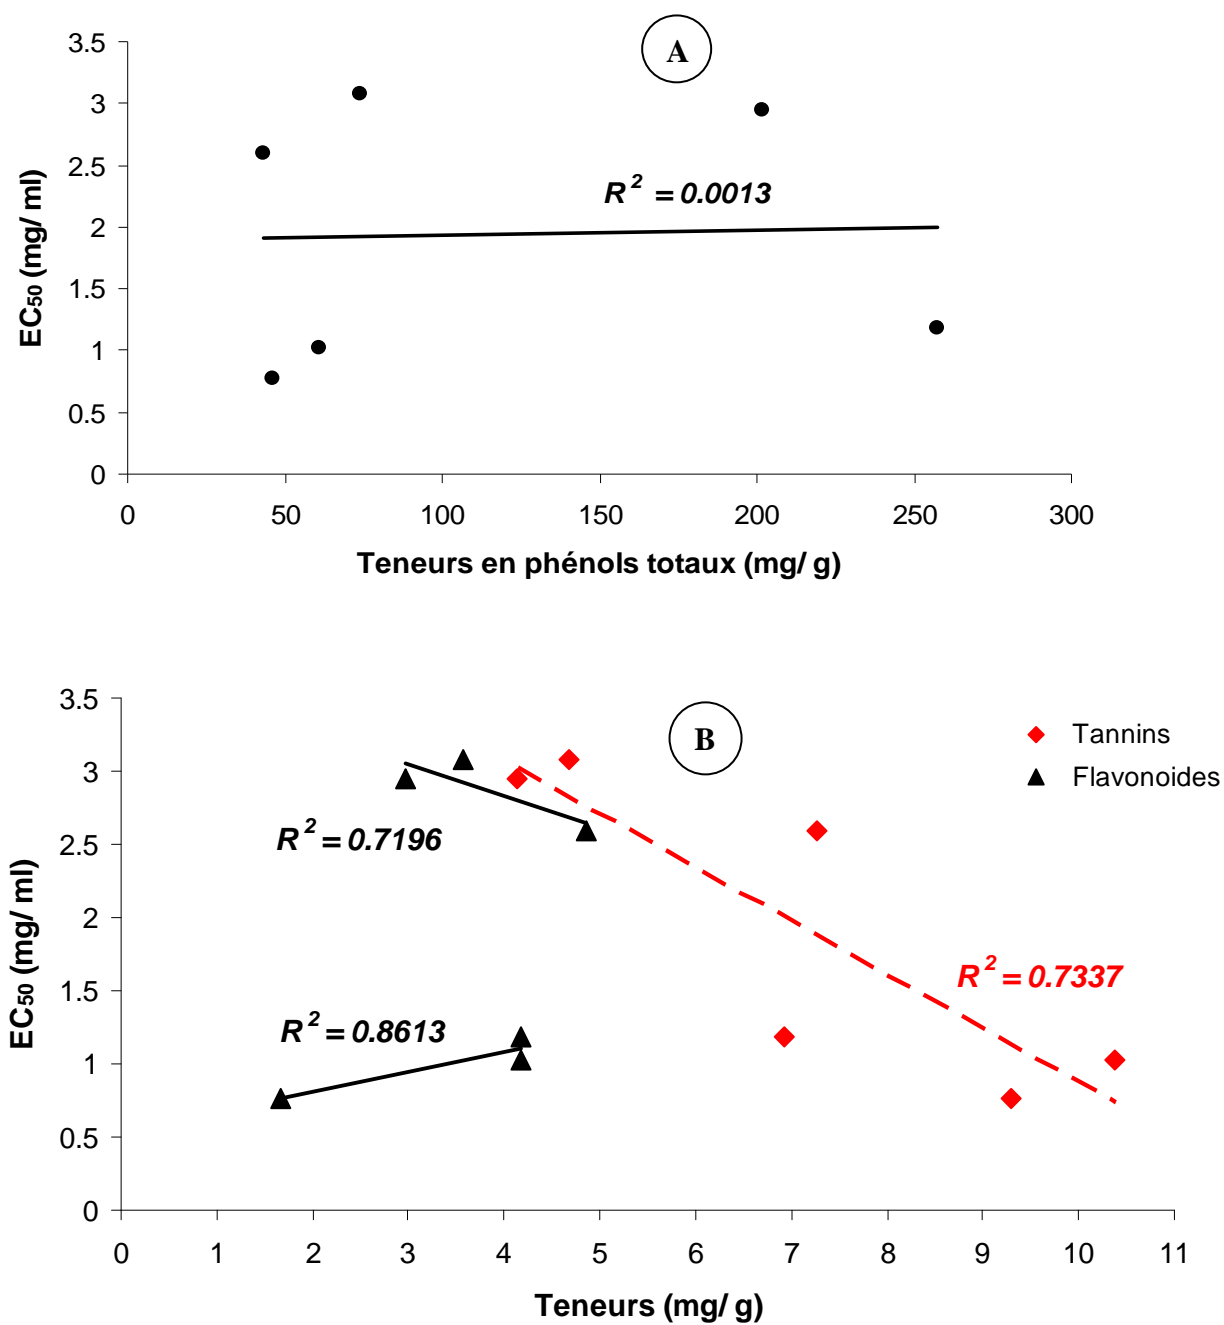 A
3.5
3
2.5
2
1.5
1
0.5
0
EC50 (mg/ ml)
R² = 0.0013
0 50 100 150 200 250 300
Teneurs en phénols totaux (mg/ g)
B
3.5
3
2.5
2
1.5
1
0.5
0
EC50 (mg/ ml)
Tannins
Flavonoides
R² = 0.7196
R² = 0.7337
R² = 0.8613
0 1 2 3 4 5 6 7 8 9 10 11
Teneurs (mg/ g)